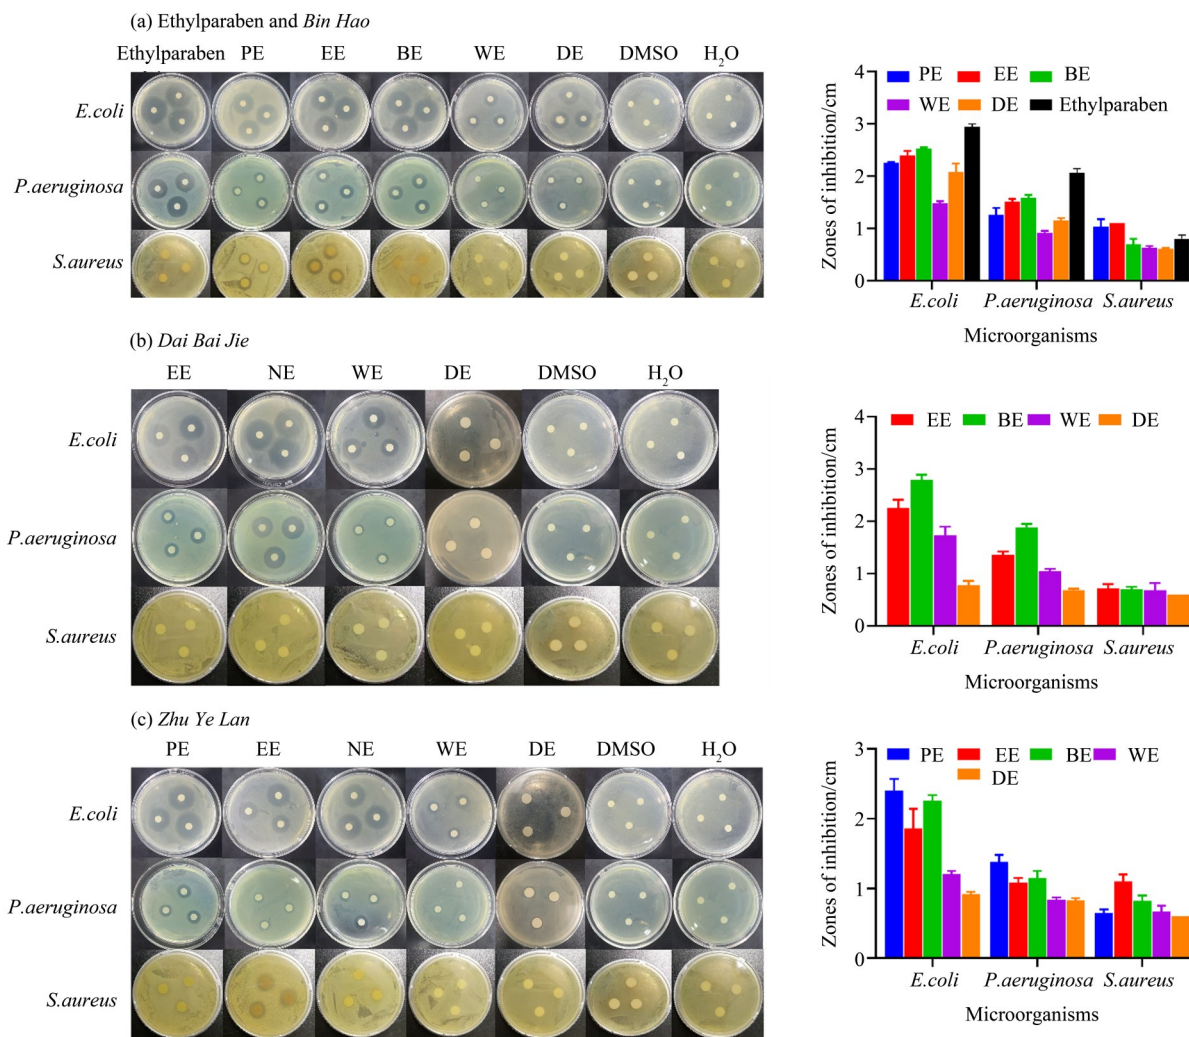 (a) Ethylparaben and Bin Hao
Ethylparaben PE EE BE WE DE DMSO H₂O
E.coli
P.aeruginosa
S.aureus
4
3
2
1
0
Zones of inhibition/cm
PE EE BE
WE DE Ethylparaben
E.coli P.aeruginosa S.aureus
Microorganisms
(b) Dai Bai Jie
EE NE WE DE DMSO H₂O
E.coli
P.aeruginosa
S.aureus
4
3
2
1
0
Zones of inhibition/cm
EE BE WE DE
E.coli P.aeruginosa S.aureus
Microorganisms
(c) Zhu Ye Lan
PE EE NE WE DE DMSO H₂O
E.coli
P.aeruginosa
S.aureus
3
2
1
0
Zones of inhibition/cm
PE EE BE WE
DE
E.coli P.aeruginosa S.aureus
Microorganisms